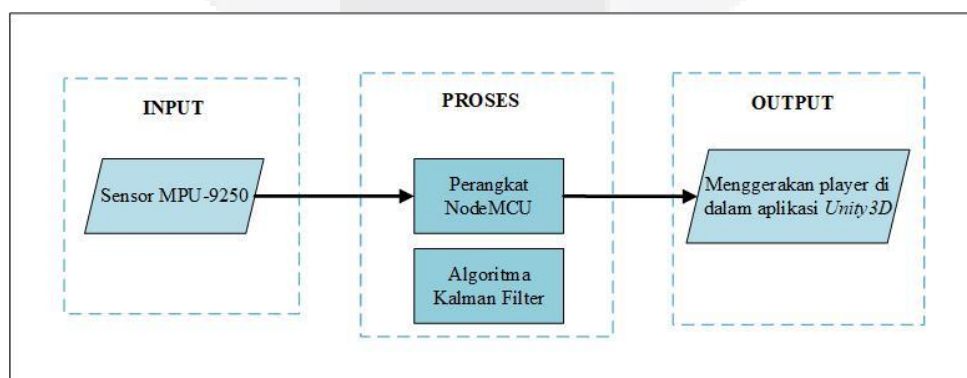 INPUT
Sensor MPU-9250
PROSES
Perangkat
NodeMCU
Algoritma
Kalman Filter
OUTPUT
Menggerakan player di
dalam aplikasi Unity3D